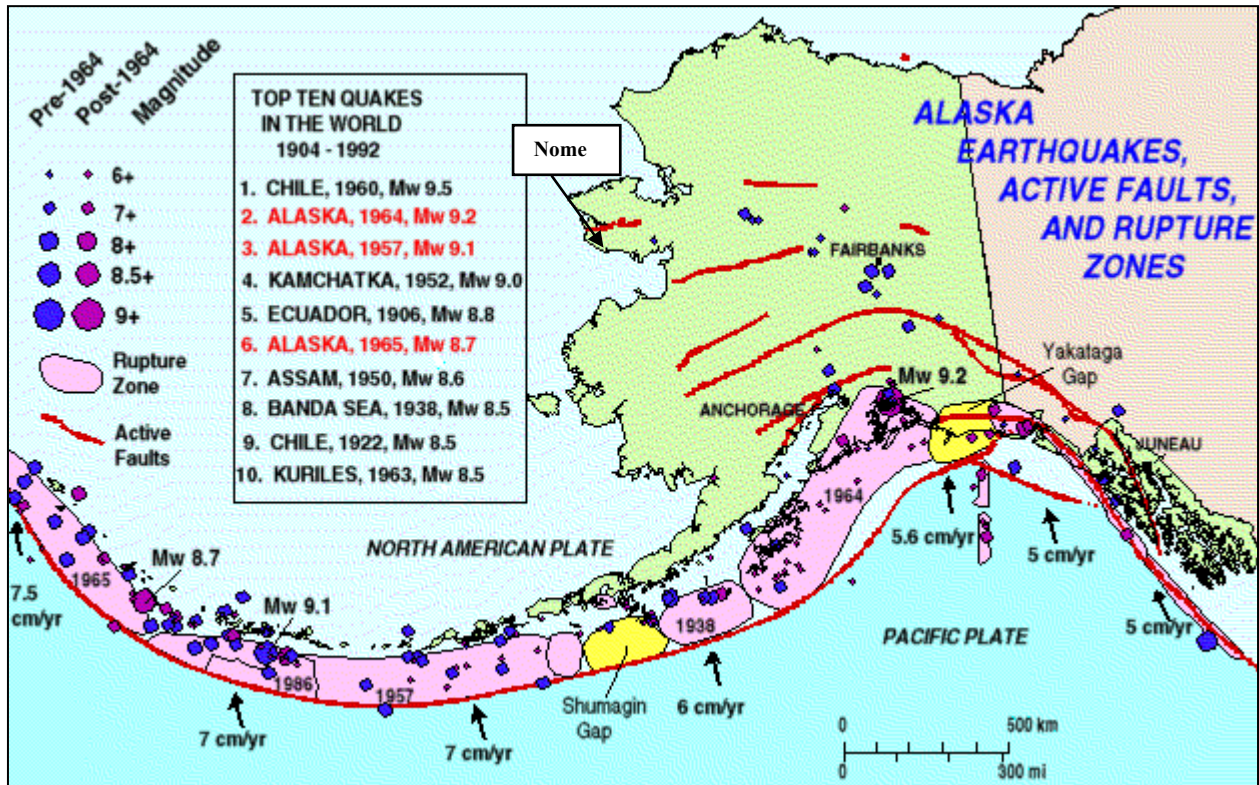 Pre-1964
Post-1964
Magnitude
6+
7+
8+
8.5+
9+
Rupture
Zone
Active
Faults
TOP TEN QUAKES
IN THE WORLD
1904 - 1992
1. CHILE, 1960, Mw 9.5
2. ALASKA, 1964, Mw 9.2
3. ALASKA, 1957, Mw 9.1
4. KAMCHATKA, 1952, Mw 9.0
5. ECUADOR, 1906, Mw 8.8
6. ALASKA, 1965, Mw 8.7
7. ASSAM, 1950, Mw 8.6
8. BANDA SEA, 1938, Mw 8.5
9. CHILE, 1922, Mw 8.5
10. KURILES, 1963, Mw 8.5
Nome
ALASKA
EARTHQUAKES,
ACTIVE FAULTS,
AND RUPTURE
ZONES
FAIRBANKS
Yakataga
Gap
Mw 9.2
ANCHORAGE
JUNEAU
1964
NORTH AMERICAN PLATE
5.6 cm/yr
5 cm/yr
Mw 8.7
1965
7.5
cm/yr
Mw 9.1
1938
PACIFIC PLATE
5 cm/yr
1986
1957
Shumagin
Gap
6 cm/yr
7 cm/yr
7 cm/yr
0 500 km
0 300 mi